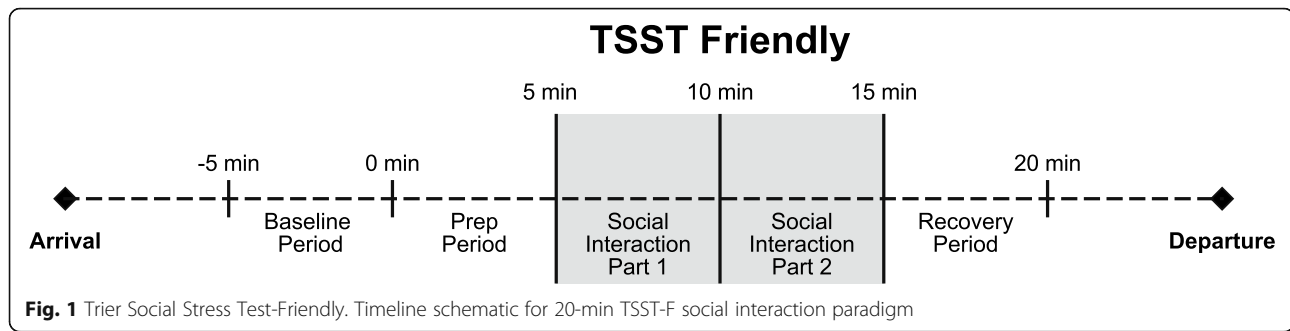 TSST Friendly
5 min
10 min
15 min
-5 min
0 min
20 min
Arrival
Baseline
Period
Prep
Period
Social
Interaction
Part 1
Social
Interaction
Part 2
Recovery
Period
Departure
Fig. 1 Trier Social Stress Test-Friendly. Timeline schematic for 20-min TSST-F social interaction paradigm